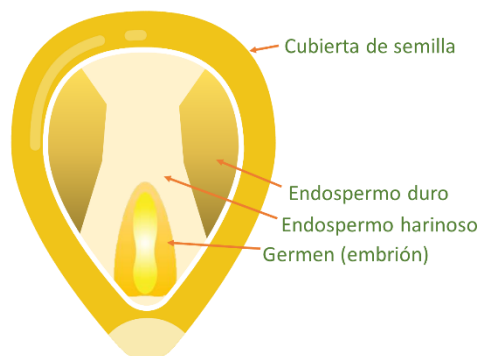 Cubierta de semilla
Endospermo duro
Endospermo harinoso
Germen (embrión)